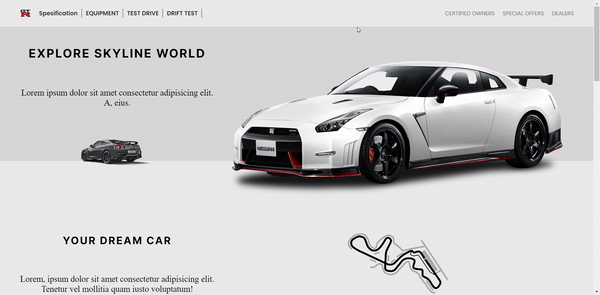 Spesification EQUIPMENT TEST DRIVE DRIFT TEST CERTIFIED OWNERS SPECIAL OFFERS DEALERS
EXPLORE SKYLINE WORLD
Lorem ipsum dolor sit amet consectetur adipisicing elit.
A, eius.
YOUR DREAM CAR
Lorem, ipsum dolor sit amet consectetur adipisicing elit.
Tenetur vel mollitia quam iusto voluptatum!